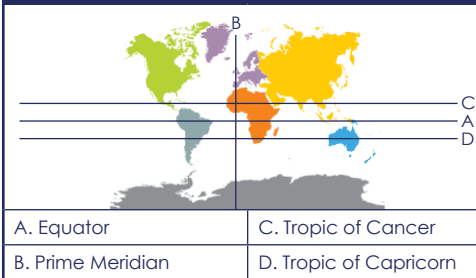 B
C
A
D
A. Equator
C. Tropic of Cancer
B. Prime Meridian
D. Tropic of Capricorn